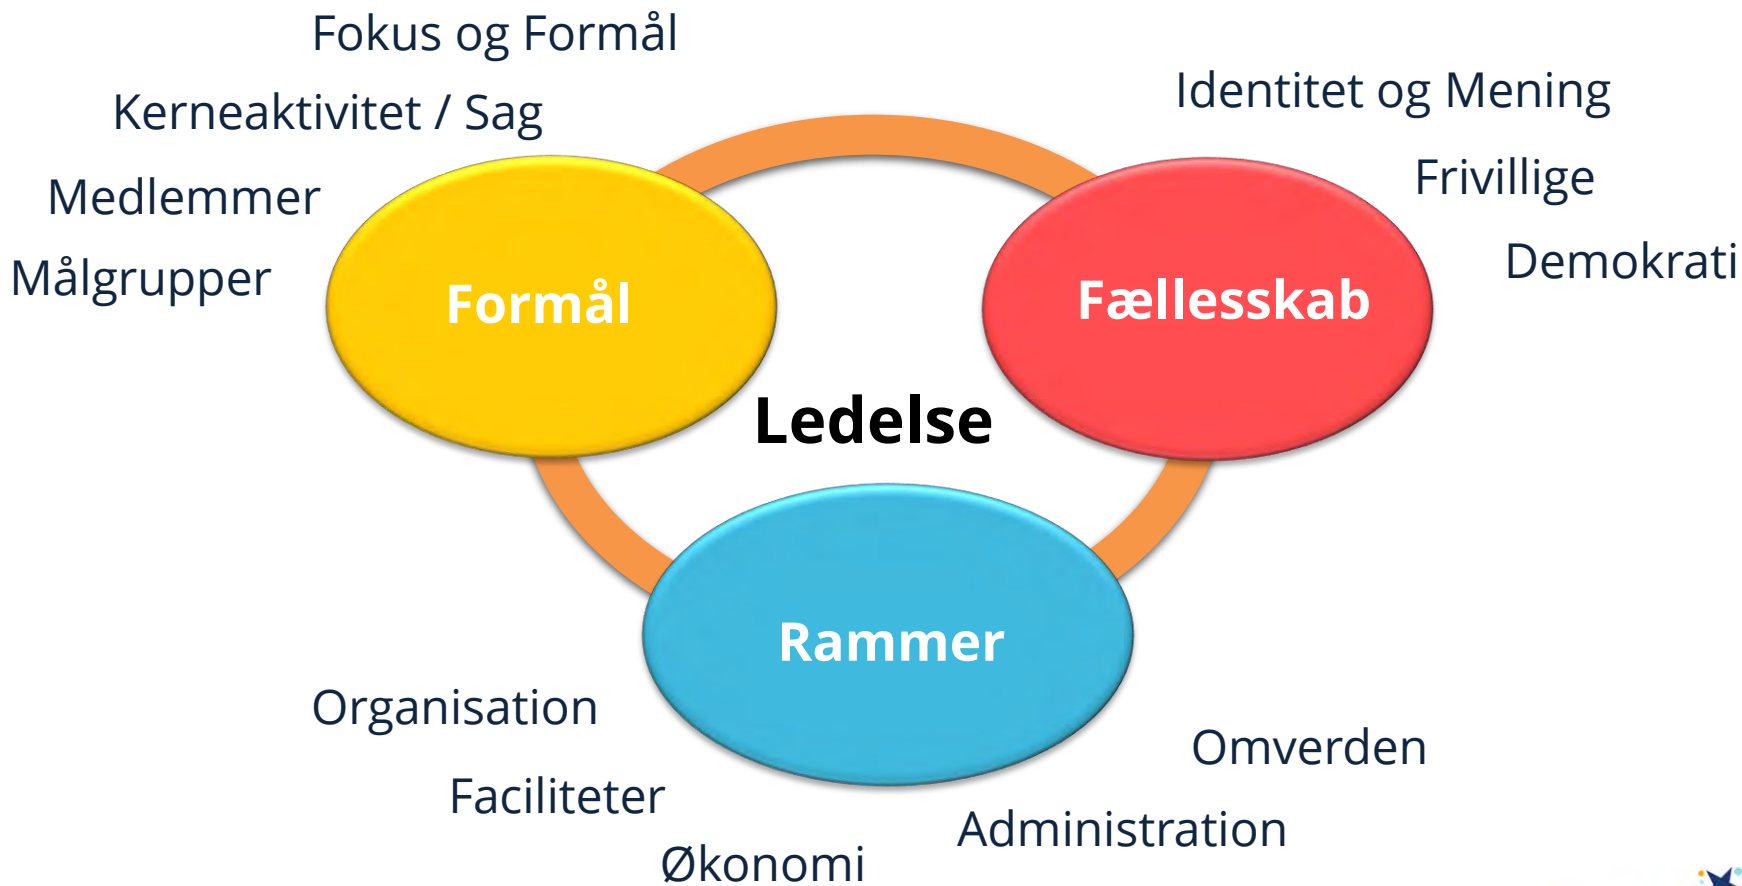 Fokus og Formål
Kerneaktivitet / Sag
Medlemmer
Målgrupper
Formål
Identitet og Mening
Frivillige
Demokrati
Fællesskab
Ledelse
Rammer
Organisation
Faciliteter
Økonomi
Administration
Omverden